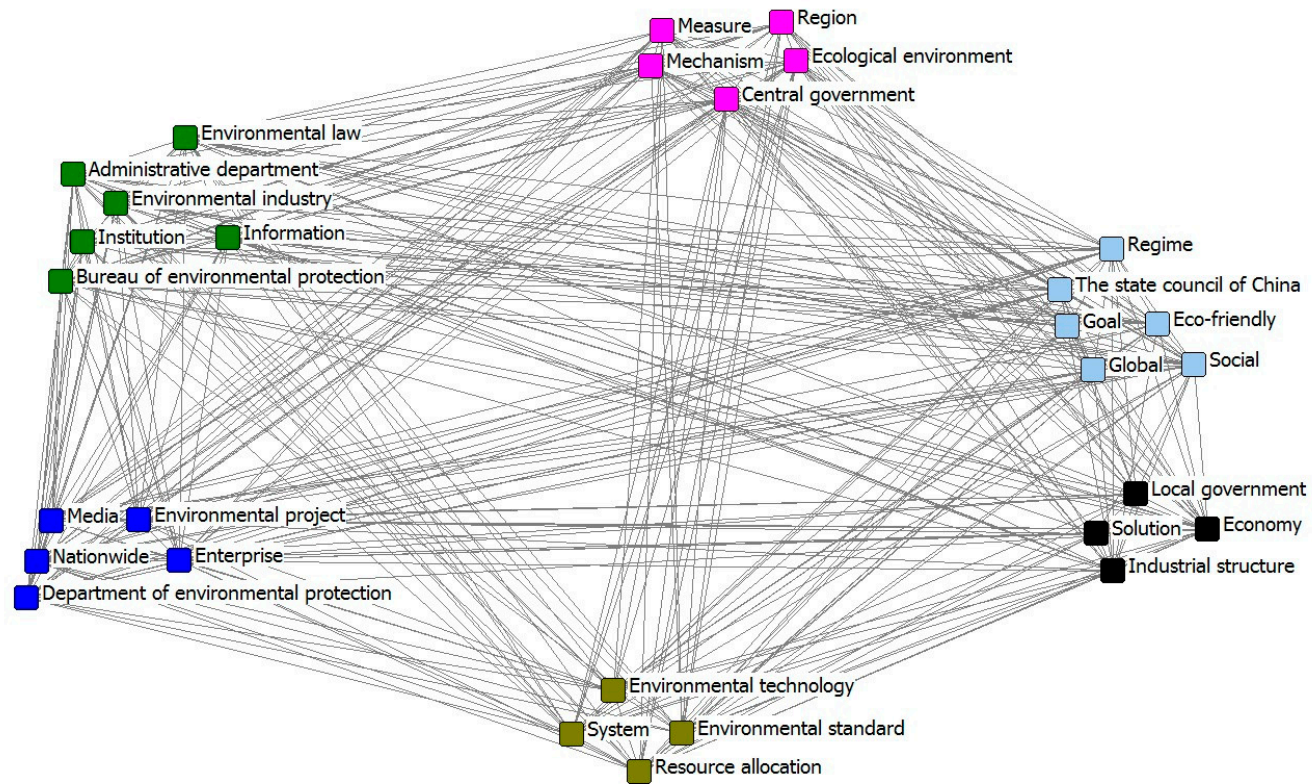 Measure
Region
Mechanism
Ecological environment
Central government
Environmental law
Administrative department
Environmental industry
Institution
Information
Bureau of environmental protection
Regime
The state council of China
Goal
Eco-friendly
Global
Social
Media
Environmental project
Nationwide
Enterprise
Department of environmental protection
Local government
Solution
Economy
Industrial structure
Environmental technology
System
Environmental standard
Resource allocation